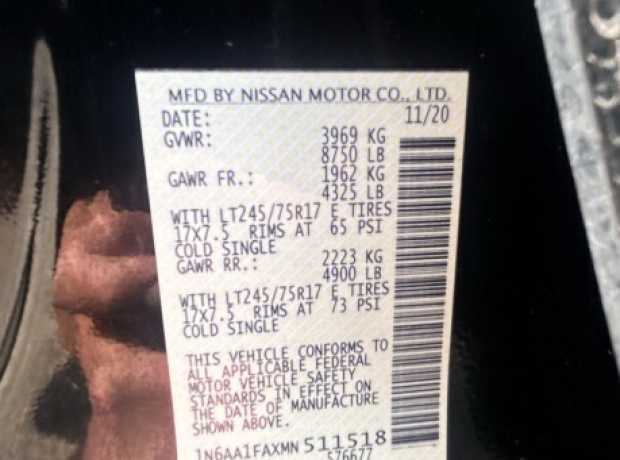 MFD BY NISSAN MOTOR CO., LTD.
DATE: 11/20
GVWR: 3969 KG
8750 LB
GAWR FR.: 1962 KG
4325 LB
WITH LT245/75R17 E TIRES
17X7.5 RIMS AT 65 PSI
COLD SINGLE
GAWR RR.: 2223 KG
4900 LB
WITH LT245/75R17 E TIRES
17X7.5 RIMS AT 73 PSI
COLD SINGLE
THIS VEHICLE CONFORMS TO
ALL APPLICABLE FEDERAL
MOTOR VEHICLE SAFETY
STANDARDS IN EFFECT ON
THE DATE OF MANUFACTURE
SHOWN ABOVE.
1N6AA1FAXMN 511518
576677